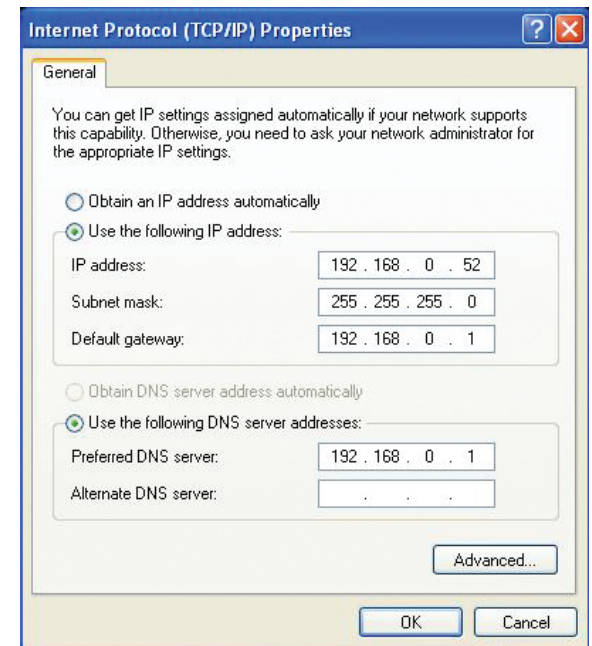 Internet Protocol (TCP/IP) Properties
General
You can get IP settings assigned automatically if your network supports
this capability. Otherwise, you need to ask your network administrator for
the appropriate IP settings.
Obtain an IP address automatically
Use the following IP address:
IP address: 192 . 168 . 0 . 52
Subnet mask: 255 . 255 . 255 . 0
Default gateway: 192 . 168 . 0 . 1
Obtain DNS server address automatically
Use the following DNS server addresses:
Preferred DNS server: 192 . 168 . 0 . 1
Alternate DNS server: . . .
Advanced...
OK Cancel